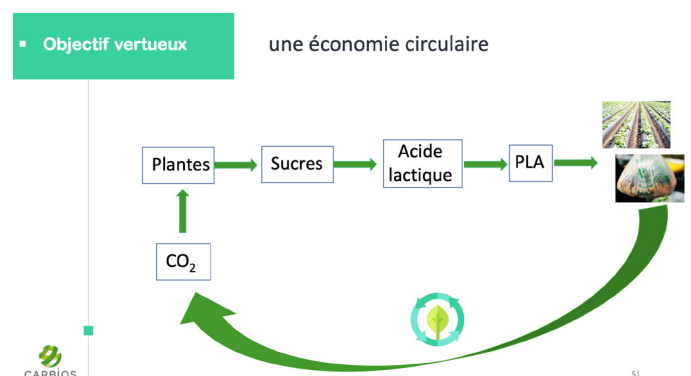 ▪ Objectif vertueux
une économie circulaire
Plantes
Sucres
Acide
lactique
PLA
CO₂
CARBIOS
51